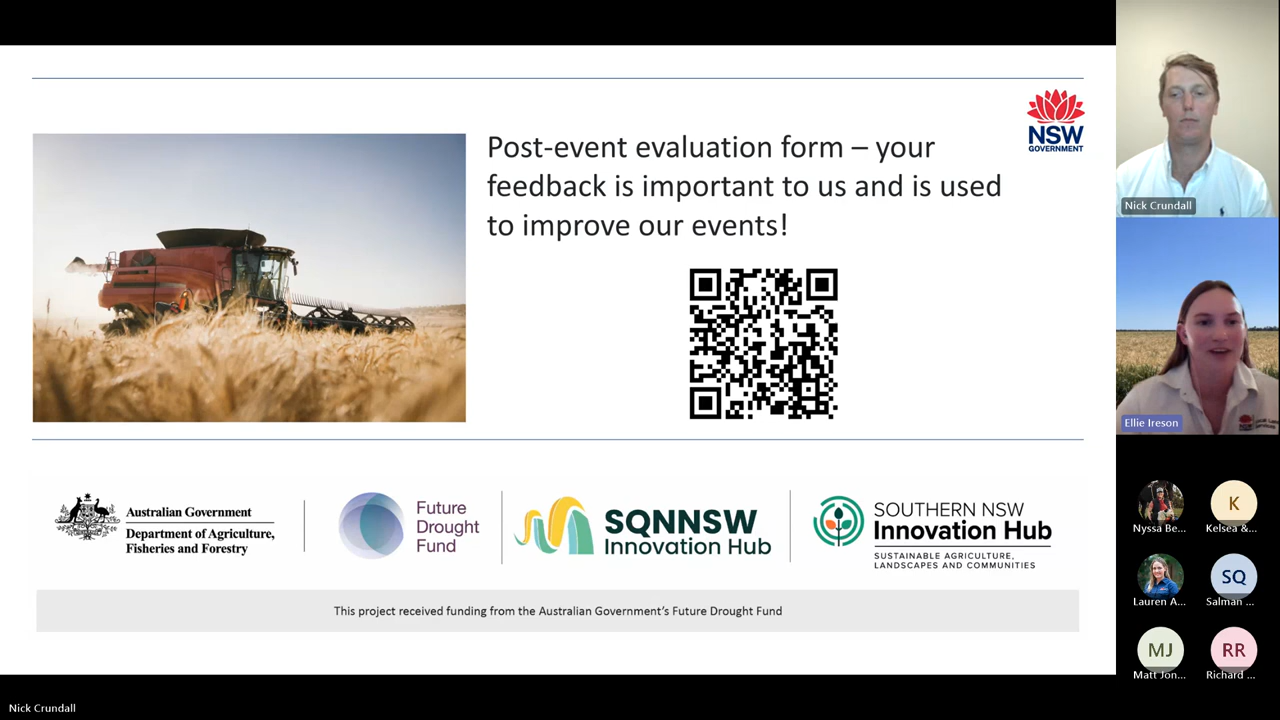 Post-event evaluation form – your
feedback is important to us and is used
to improve our events!
NSW
GOVERNMENT
Australian Government
Department of Agriculture,
Fisheries and Forestry
Future
Drought
Fund
SQNNSW
Innovation Hub
SOUTHERN NSW
Innovation Hub
SUSTAINABLE AGRICULTURE,
LANDSCAPES AND COMMUNITIES
This project received funding from the Australian Government's Future Drought Fund
Nick Crundall
Nick Crundall
Ellie Ireson
Nyssa Be...
K
Kelsea &...
Lauren A...
SQ
Salman ...
MJ
Matt Jon...
RR
Richard ...